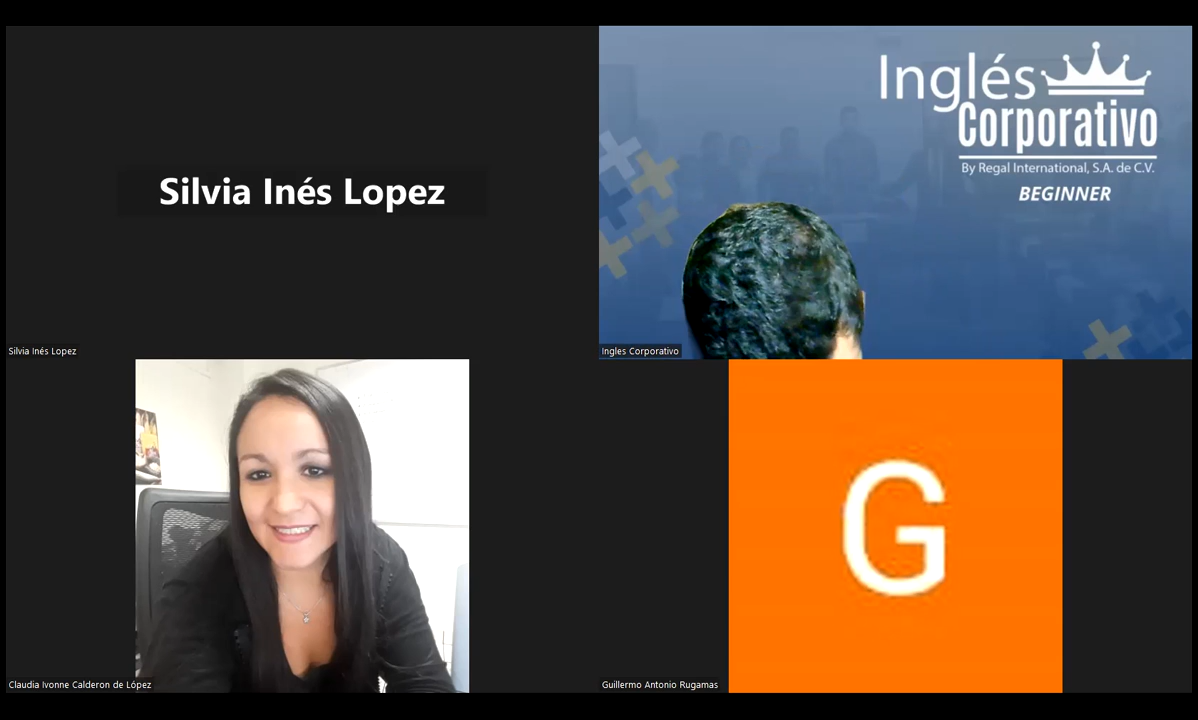 Silvia Inés Lopez
Silvia Inés Lopez
Inglés
Corporativo
By Regal International, S.A. de C.V.
BEGINNER
Ingles Corporativo
Claudia Ivonne Calderon de López
G
Guillermo Antonio Rugamas